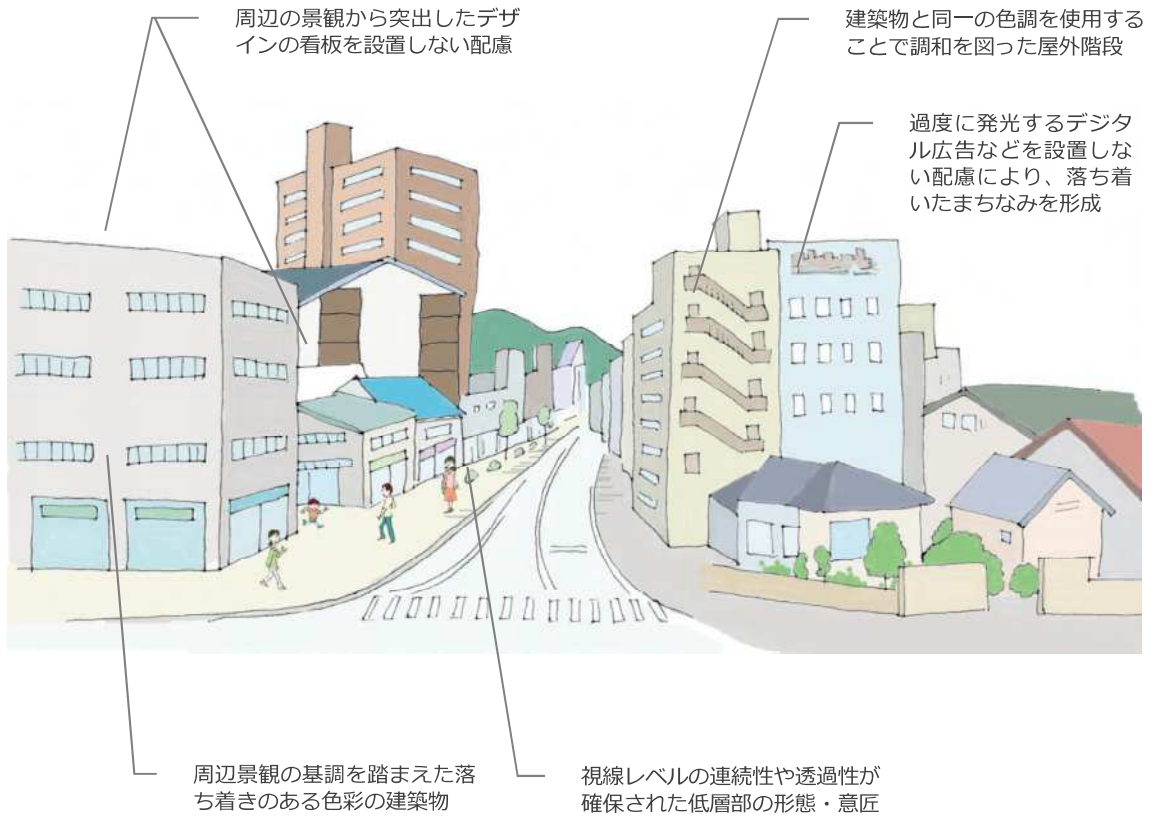 周辺の景観から突出したデザ
インの看板を設置しない配慮
建築物と同一の色調を使用する
ことで調和を図った屋外階段
過度に発光するデジタ
ル広告などを設置しな
い配慮により、落ち着
いたまちなみを形成
周辺景観の基調を踏まえた落
ち着きのある色彩の建築物
視線レベルの連続性や透過性が
確保された低層部の形態・意匠